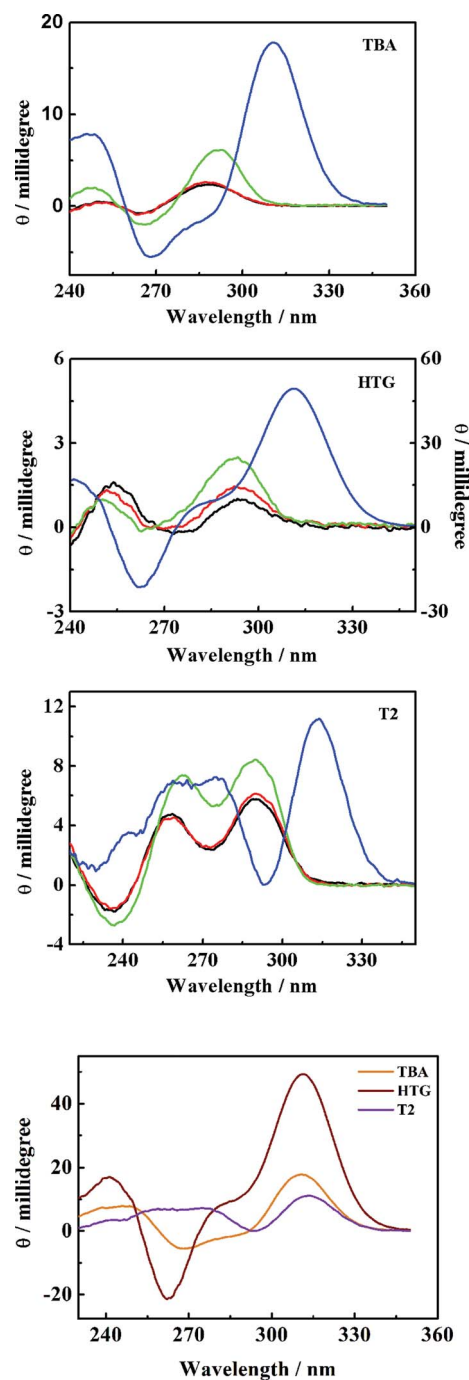 TBA
20
10
0
θ / millidegree
240 270 300 330 360
Wavelength / nm
HTG
6 60
3 30
0 0
-3 -30
θ / millidegree
θ / millidegree
240 270 300 330
Wavelength / nm
T2
12
8
4
0
-4
θ / millidegree
240 270 300 330
Wavelength / nm
TBA
HTG
T2
40
20
0
-20
θ / millidegree
240 270 300 330 360
Wavelength / nm